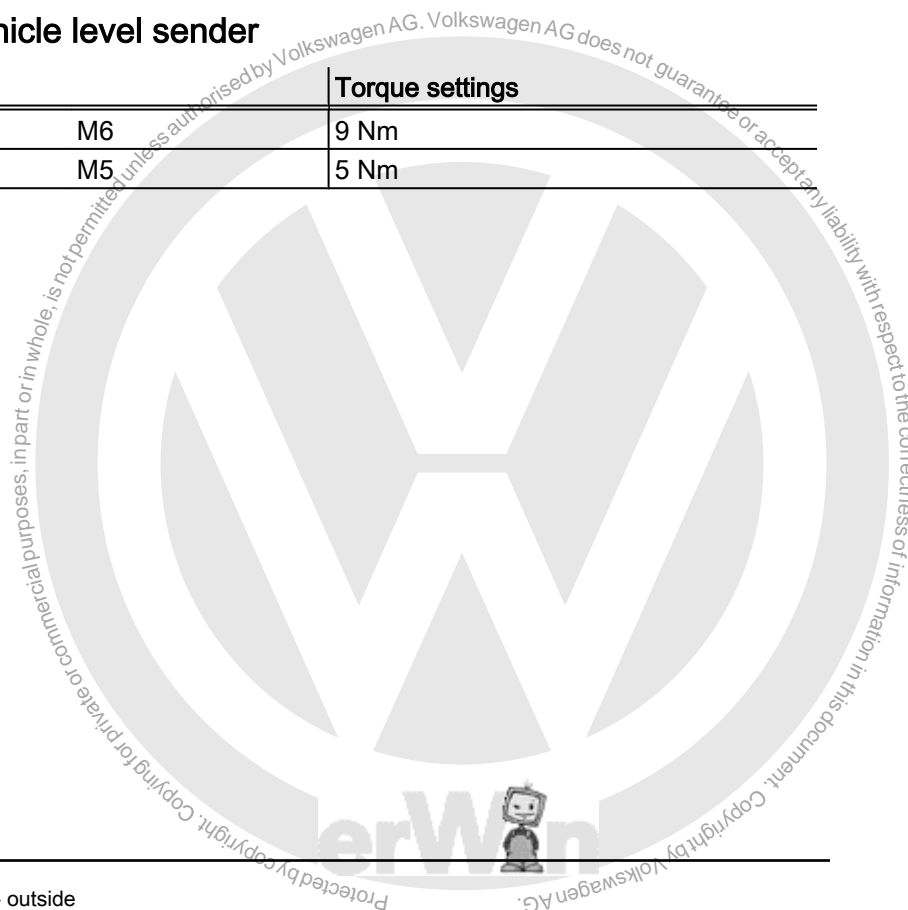 nicle level sender
Torque settings
M6 9 Nm
M5 5 Nm
Protected by copyright. Copying for private or commercial purposes, in part or in whole, is not permitted unless authorised by Volkswagen AG. Volkswagen AG does not guarantee or accept any liability with respect to the correctness of information in this document. Copyright by Volkswagen AG.
erWin
outside